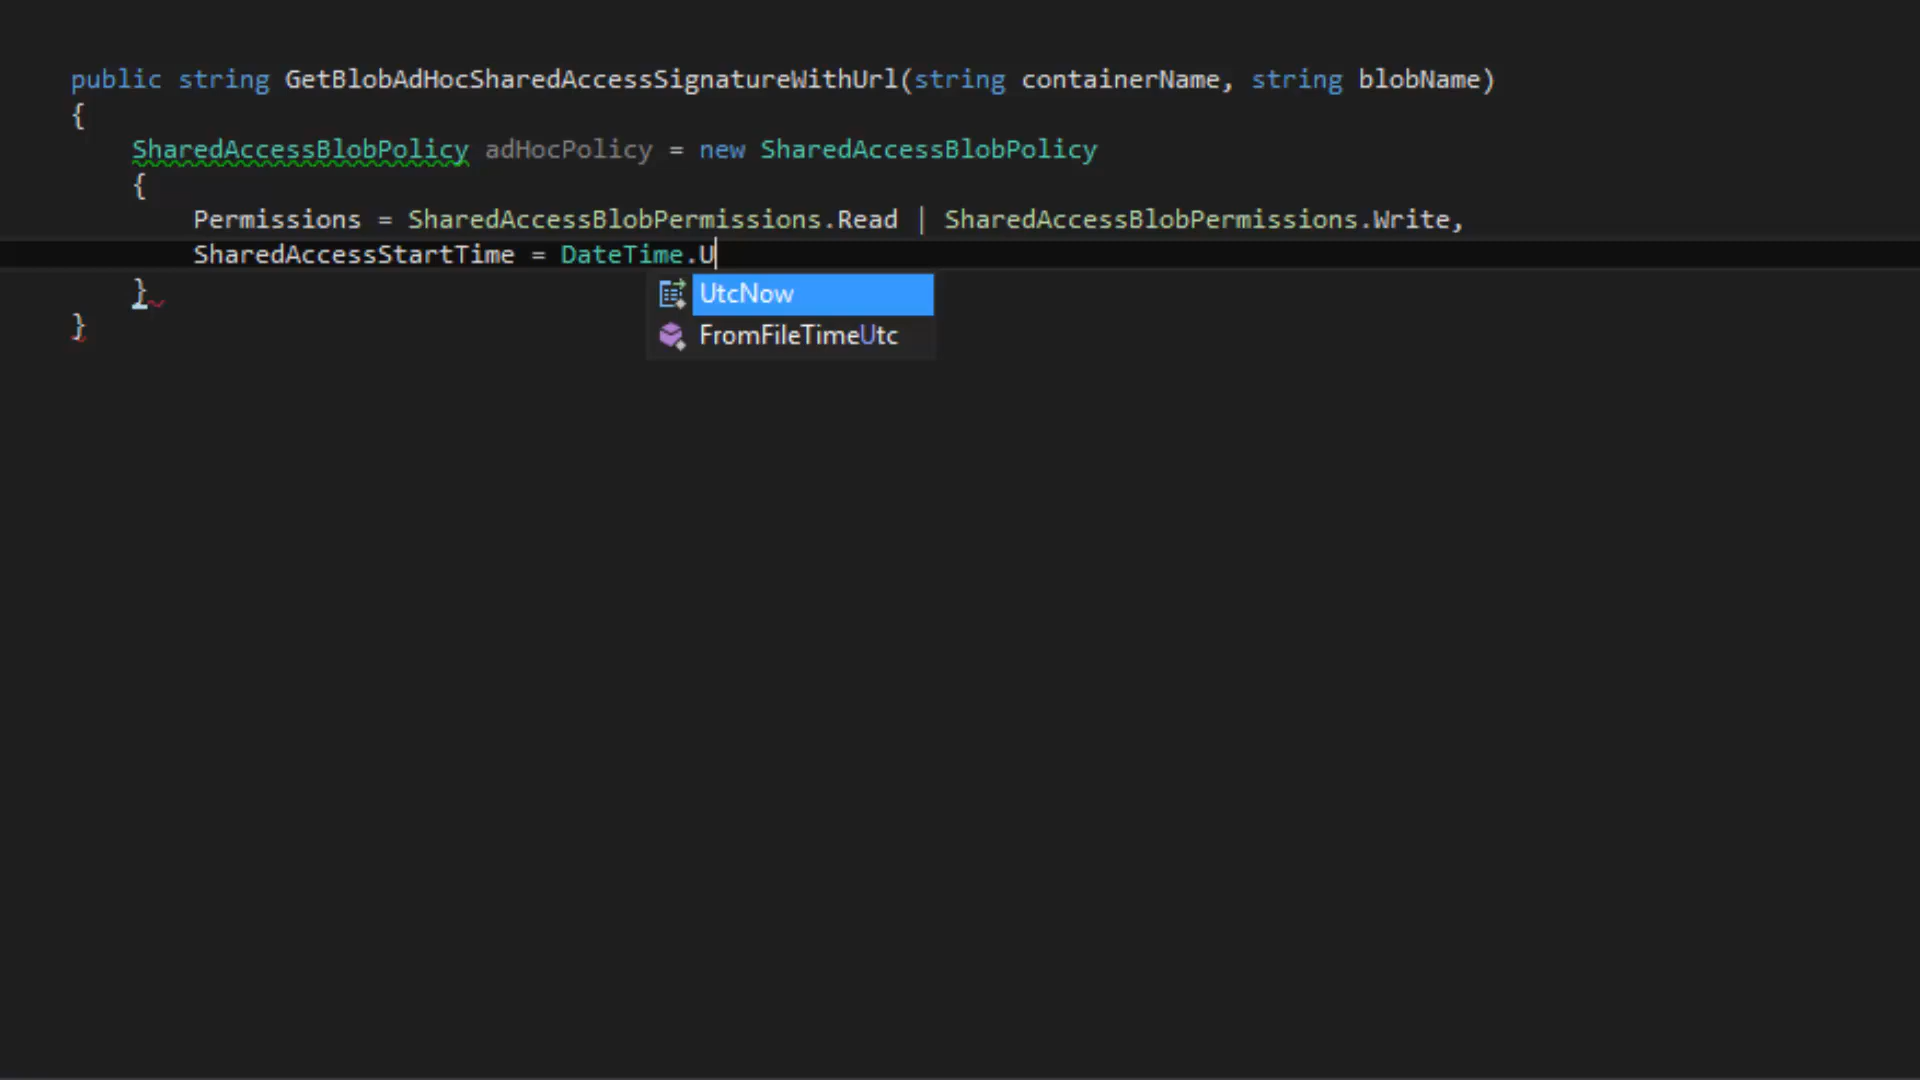 public string GetBlobAdHocSharedAccessSignatureWithUrl(string containerName, string blobName)
{
SharedAccessBlobPolicy adHocPolicy = new SharedAccessBlobPolicy
{
Permissions = SharedAccessBlobPermissions.Read | SharedAccessBlobPermissions.Write,
SharedAccessStartTime = DateTime.U
UtcNow
}
FromFileTimeUtc
}